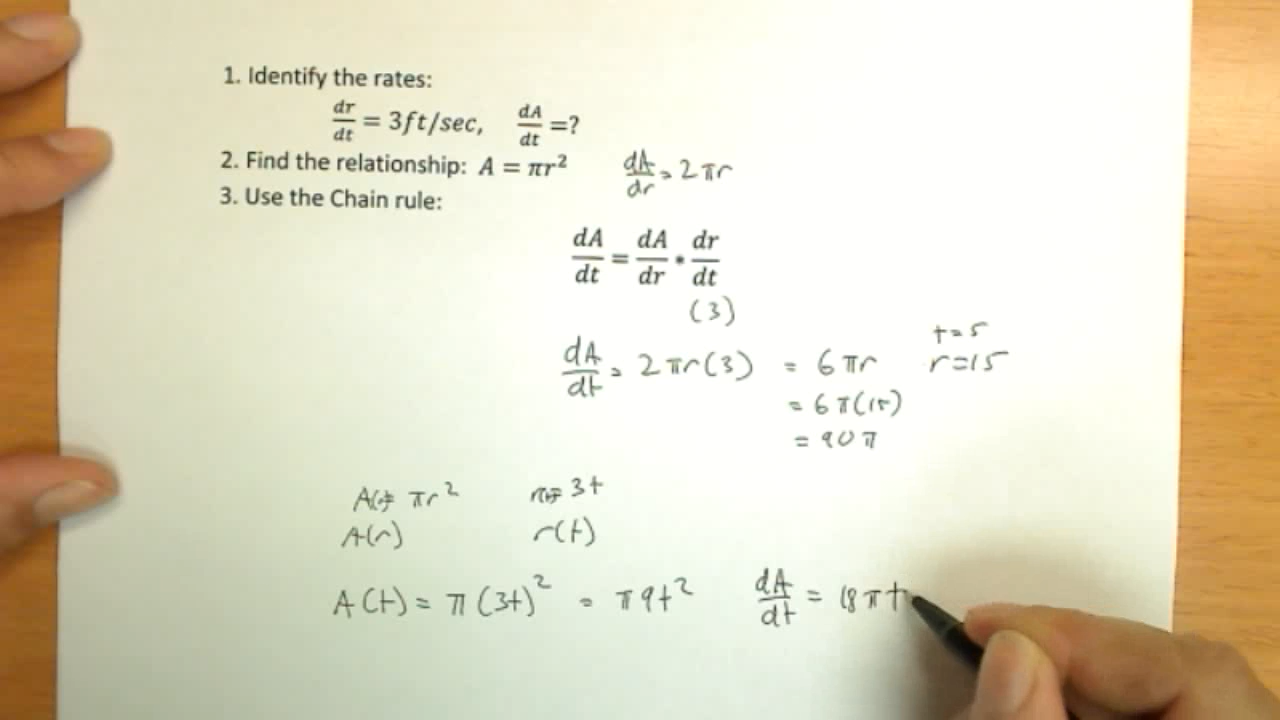 1. Identify the rates:
dr/dt = 3ft/sec, dA/dt =?
2. Find the relationship: A = πr² dA/dr = 2πr
3. Use the Chain rule:
dA/dt = dA/dr • dr/dt
(3)
t=5
dA/dt = 2πr(3) = 6πr r=15
= 6π(15)
= 90π
πr² 3t
A(r) r(t)
A(t) = π(3t)² = π9t² dA/dt = 18πt